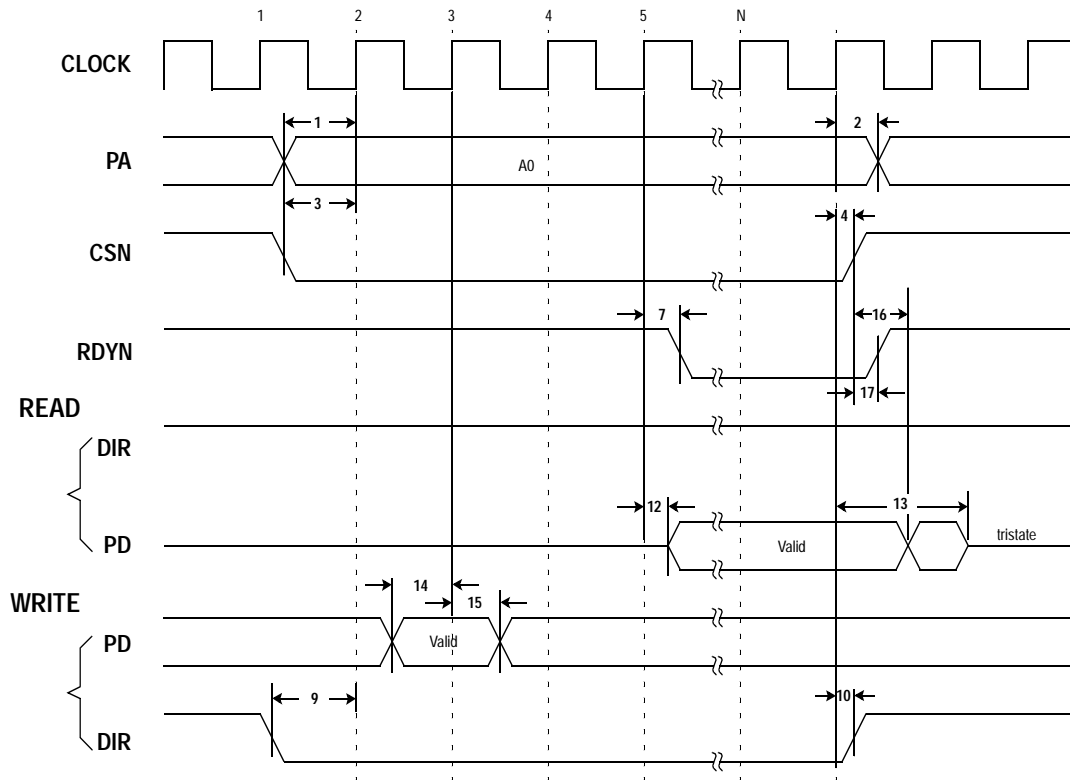 1 2 3 4 5 N
CLOCK
1 2
PA A0
3
4
CSN
7 16
RDYN
17
READ
DIR
12 13
PD Valid tristate
14
WRITE 15
PD Valid
9 10
DIR